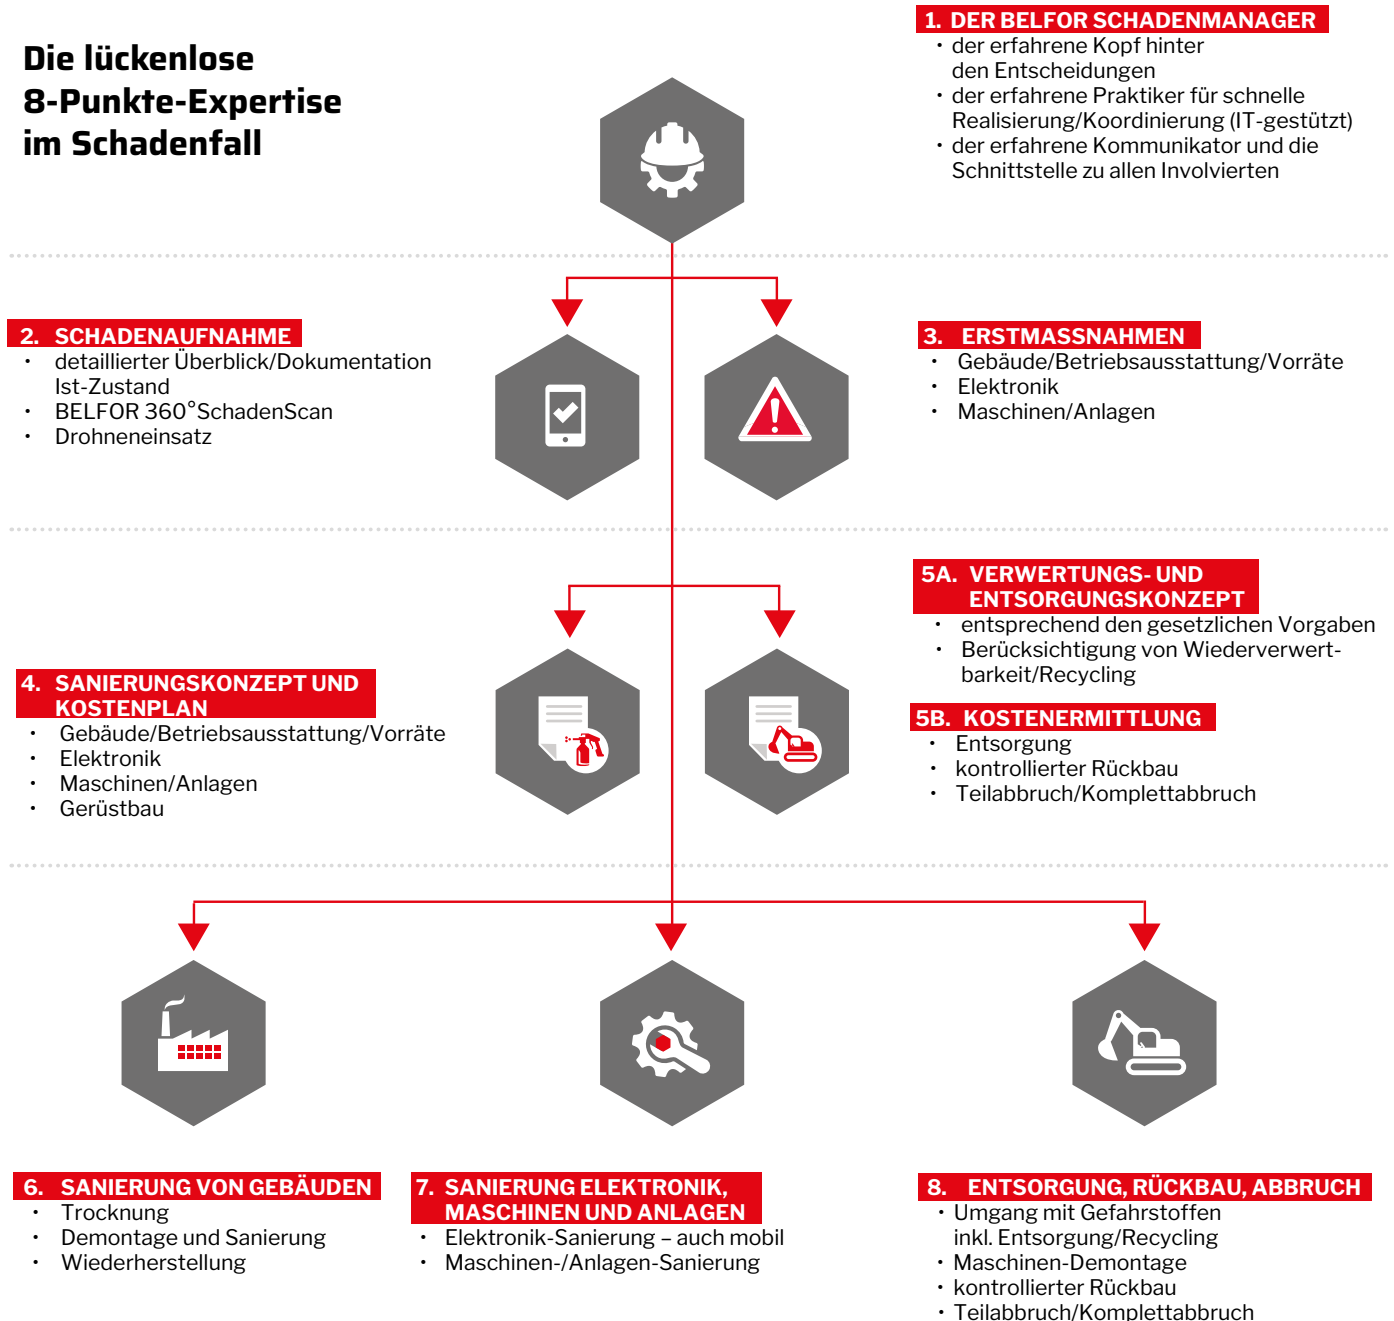 Die lückenlose
8-Punkte-Expertise
im Schadenfall
1. DER BELFOR SCHADENMANAGER
• der erfahrene Kopf hinter
den Entscheidungen
• der erfahrene Praktiker für schnelle
Realisierung/Koordinierung (IT-gestützt)
• der erfahrene Kommunikator und die
Schnittstelle zu allen Involvierten
2. SCHADENAUFNAHME
• detaillierter Überblick/Dokumentation
Ist-Zustand
• BELFOR 360°SchadenScan
• Drohneneinsatz
3. ERSTMASSNAHMEN
• Gebäude/Betriebsausstattung/Vorräte
• Elektronik
• Maschinen/Anlagen
4. SANIERUNGSKONZEPT UND
KOSTENPLAN
• Gebäude/Betriebsausstattung/Vorräte
• Elektronik
• Maschinen/Anlagen
• Gerüstbau
5A. VERWERTUNGS- UND
ENTSORGUNGSKONZEPT
• entsprechend den gesetzlichen Vorgaben
• Berücksichtigung von Wiederverwert-
barkeit/Recycling
5B. KOSTENERMITTLUNG
• Entsorgung
• kontrollierter Rückbau
• Teilabbruch/Komplettabbruch
6. SANIERUNG VON GEBÄUDEN
• Trocknung
• Demontage und Sanierung
• Wiederherstellung
7. SANIERUNG ELEKTRONIK,
MASCHINEN UND ANLAGEN
• Elektronik-Sanierung – auch mobil
• Maschinen-/Anlagen-Sanierung
8. ENTSORGUNG, RÜCKBAU, ABBRUCH
• Umgang mit Gefahrstoffen
inkl. Entsorgung/Recycling
• Maschinen-Demontage
• kontrollierter Rückbau
• Teilabbruch/Komplettabbruch